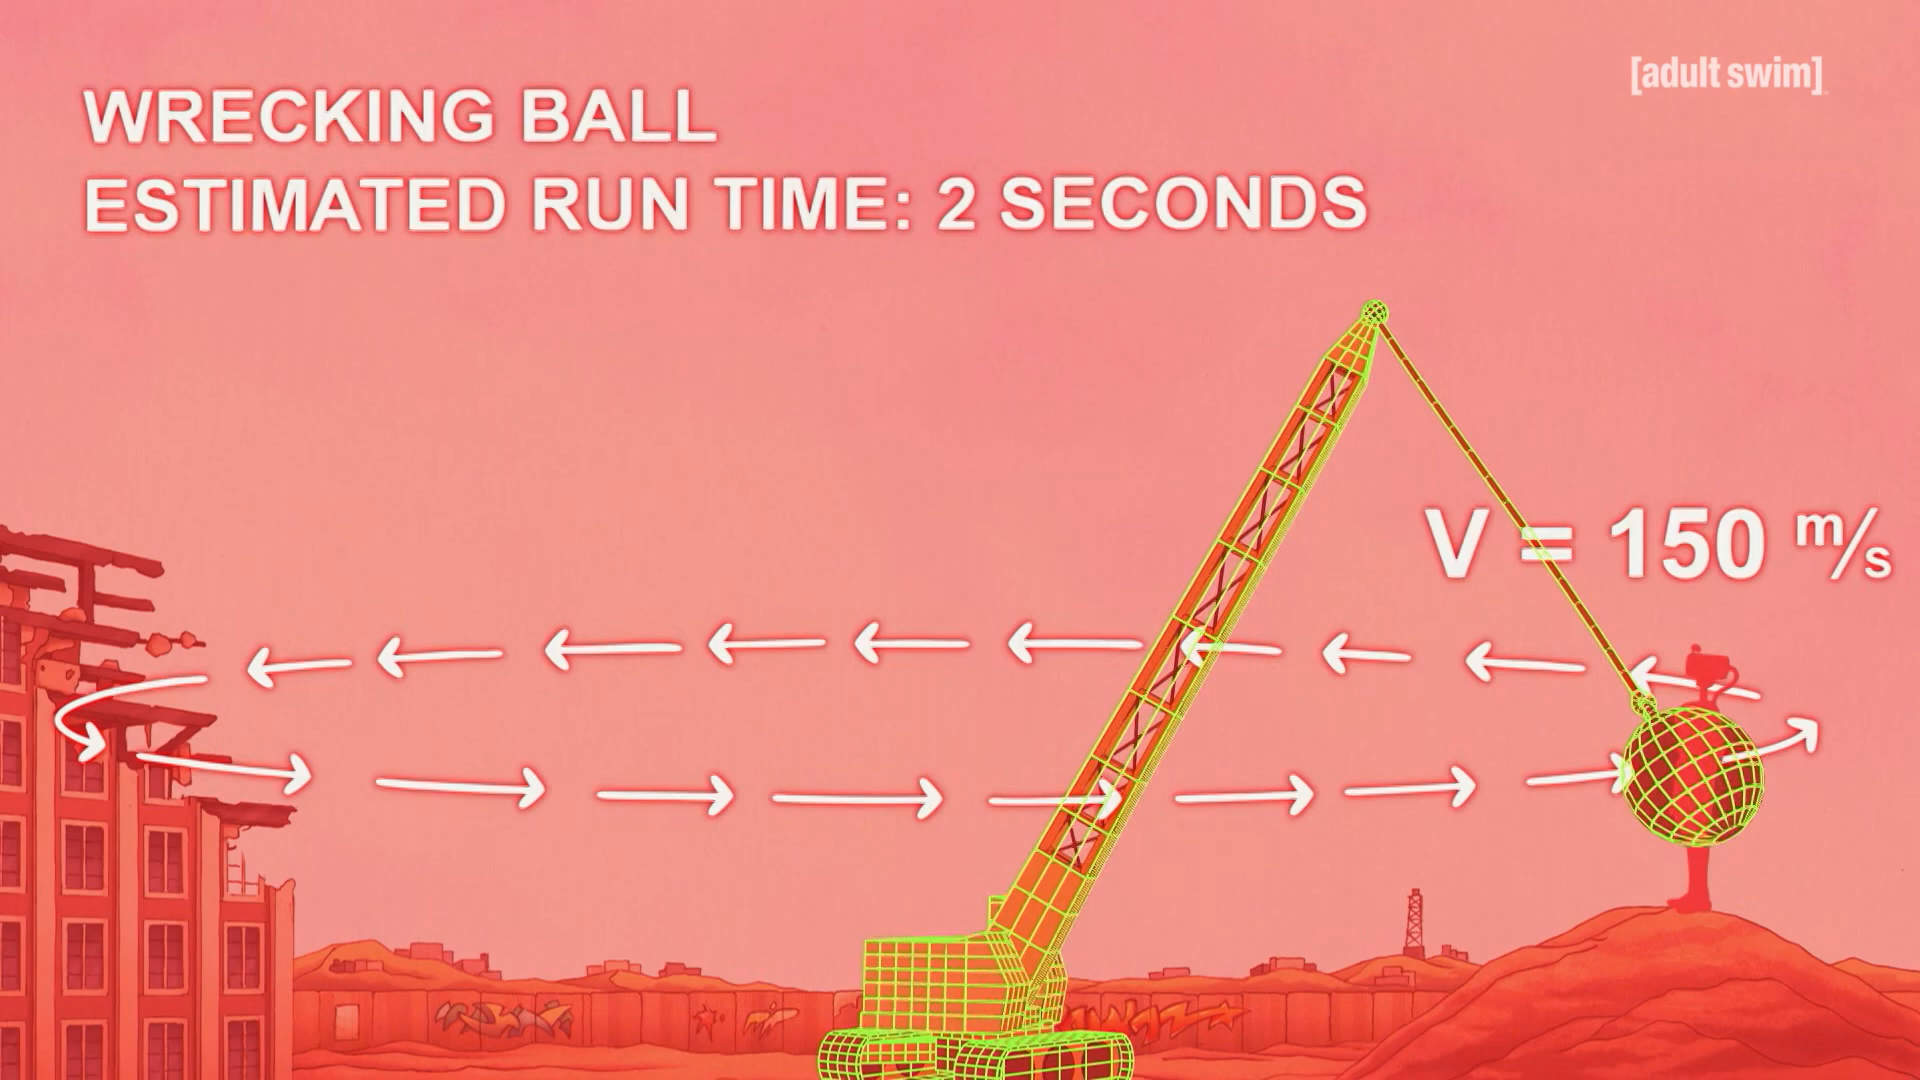 [adult swim]
WRECKING BALL
ESTIMATED RUN TIME: 2 SECONDS
V = 150 m/s